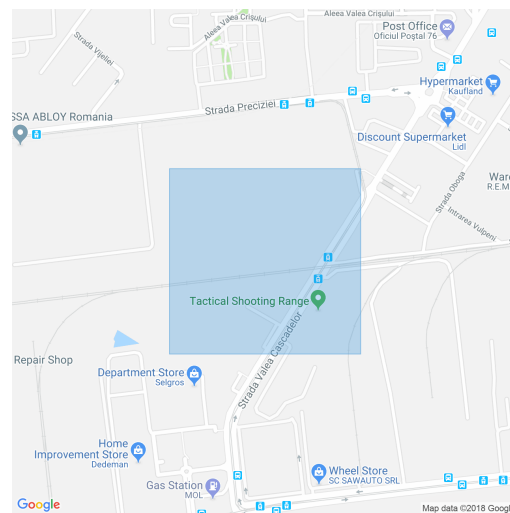 Aleea Valea Crișului
Aleea Valea Crișului
Post Office
Oficiul Poștal 76
Strada Vijeliei
Hypermarket
Kaufland
Strada Preciziei
SSA ABLOY Romania
Discount Supermarket
Lidl
Ward
R.E.M
Strada Oboga
Intrarea Vulpeni
Tactical Shooting Range
Strada Valea Cascadelor
Repair Shop
Department Store
Selgros
Home
Improvement Store
Dedeman
Wheel Store
SC SAWAUTO SRL
Gas Station
MOL
Google
Map data ©2018 Googl